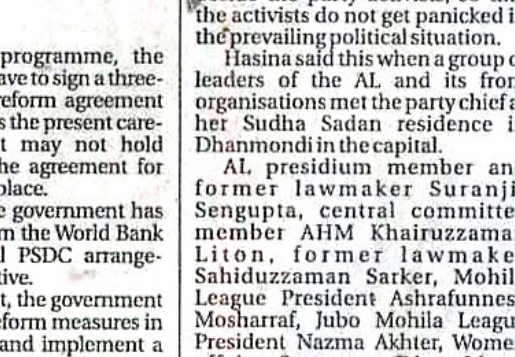 programme, the
ave to sign a three-
reform agreement
s the present care-
t may not hold
he agreement for
place.
e government has
m the World Bank
l PSDC arrange-
tive.
t, the government
eform measures in
and implement a
the activists do not get panicked i
the prevailing political situation.
Hasina said this when a group o
leaders of the AL and its fron
organisations met the party chief a
her Sudha Sadan residence i
Dhanmondi in the capital.
AL presidium member an
former lawmaker Suranji
Sengupta, central committe
member AHM Khairuzzama
Liton, former lawmake
Sahiduzzaman Sarker, Mohil
League President Ashrafunnes
Mosharraf, Jubo Mohila Leagu
President Nazma Akhter, Wome